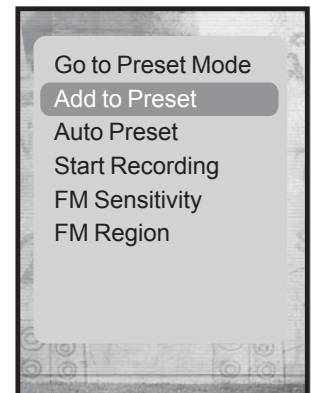 Go to Preset Mode
Add to Preset
Auto Preset
Start Recording
FM Sensitivity
FM Region